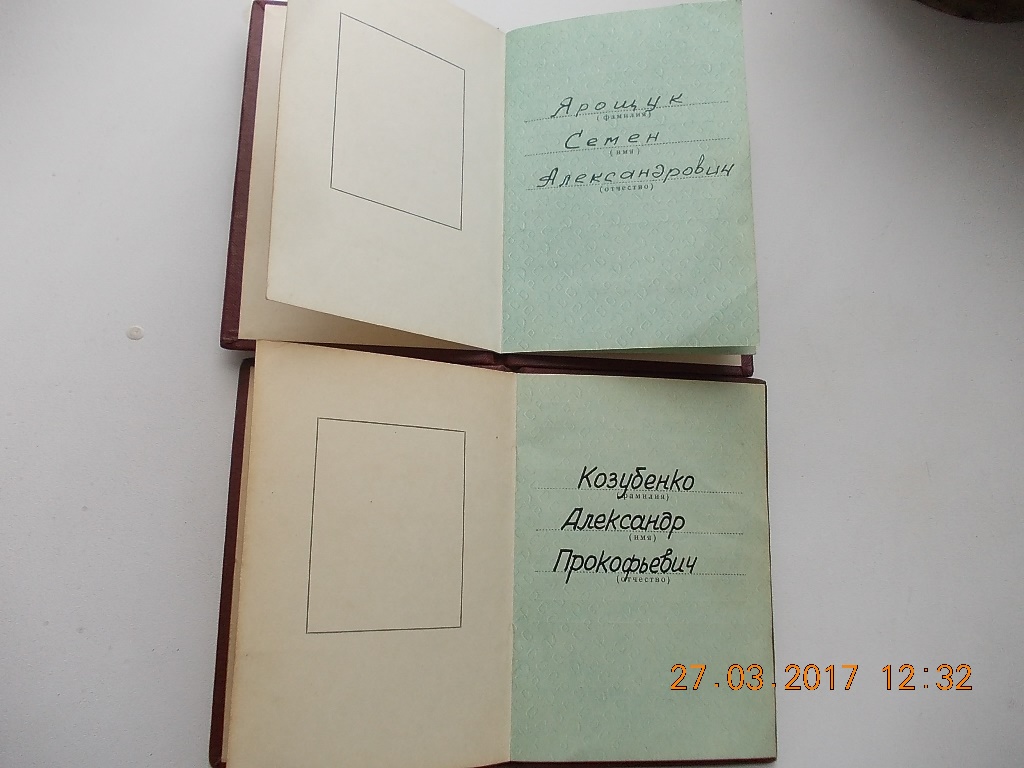 Ярощук
(фамилия)
Семен
(имя)
Александрович
(отчество)
Козубенко
(фамилия)
Александр
(имя)
Прокофьевич
(отчество)
27.03.2017 12:32